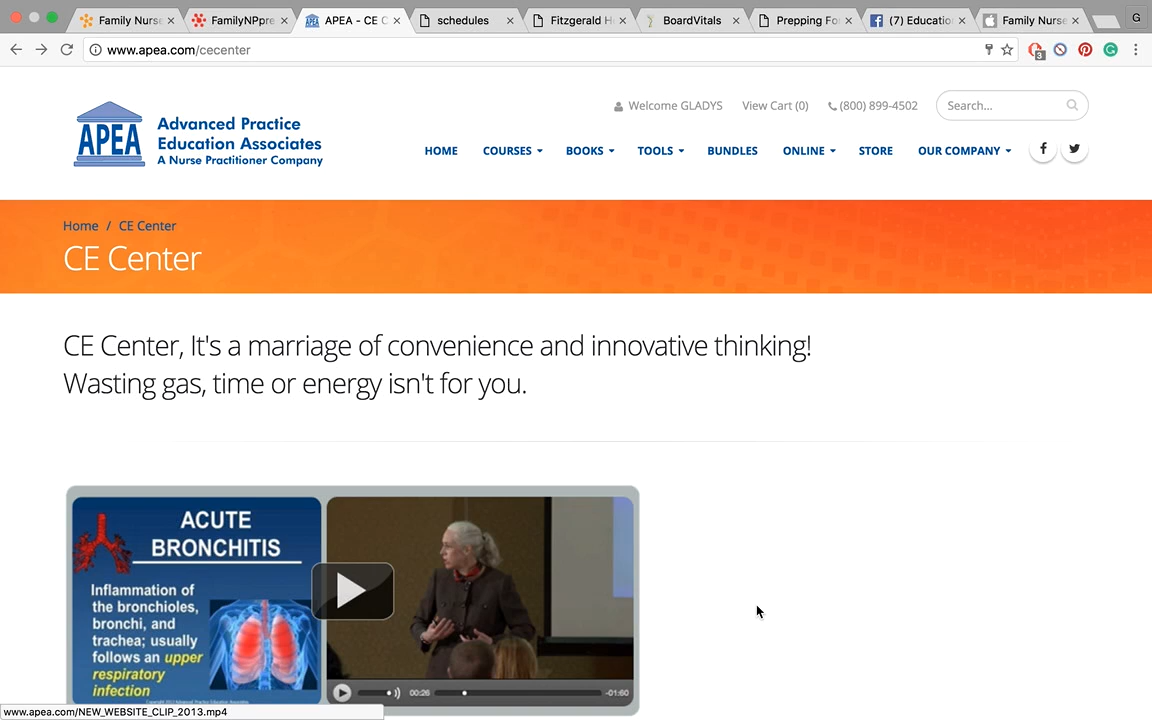 Family Nurse
FamilyNPpre
APEA - CE C
schedules
Fitzgerald H
BoardVitals
Prepping Fo
(7) Educatio
Family Nurse
G
www.apea.com/cecenter
3
Welcome GLADYS
View Cart (0)
(800) 899-4502
Search...
APEA
Advanced Practice
Education Associates
A Nurse Practitioner Company
HOME
COURSES
BOOKS
TOOLS
BUNDLES
ONLINE
STORE
OUR COMPANY
Home / CE Center
CE Center
CE Center, It's a marriage of convenience and innovative thinking!
Wasting gas, time or energy isn't for you.
ACUTE
BRONCHITIS
Inflammation of
the bronchioles,
bronchi, and
trachea; usually
follows an upper
respiratory
infection
00:26
-01:60
www.apea.com/NEW_WEBSITE_CLIP_2013.mp4